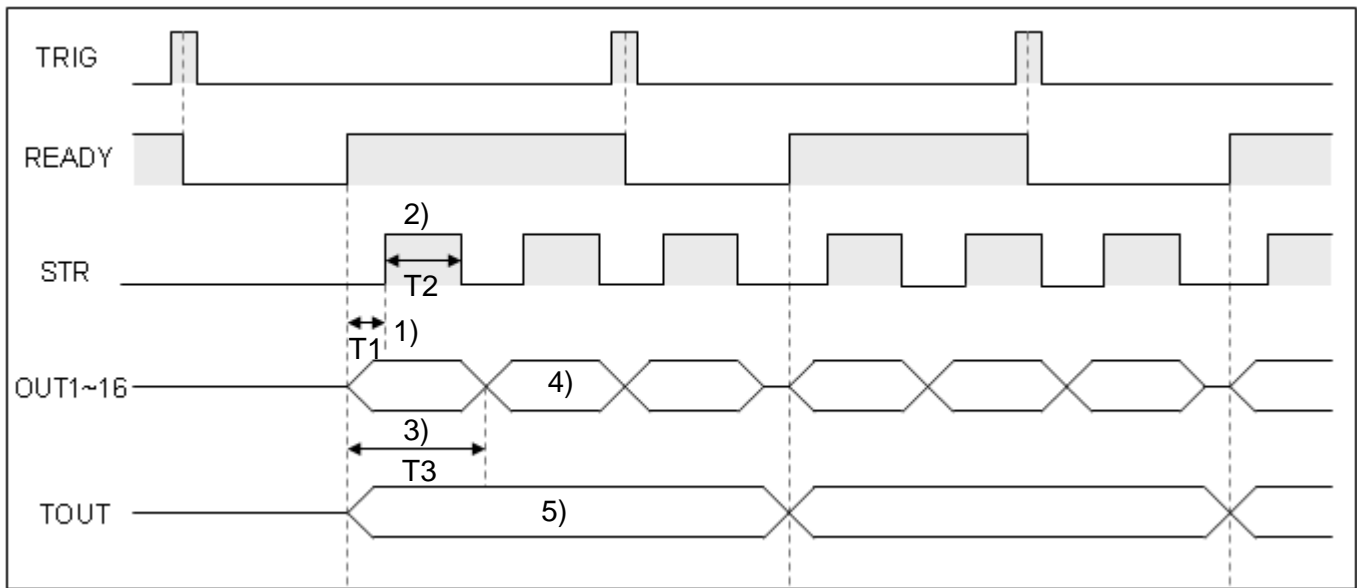 TRIG
READY
2)
STR
T2
1)
T1
OUT1~16
4)
3)
T3
TOUT
5)